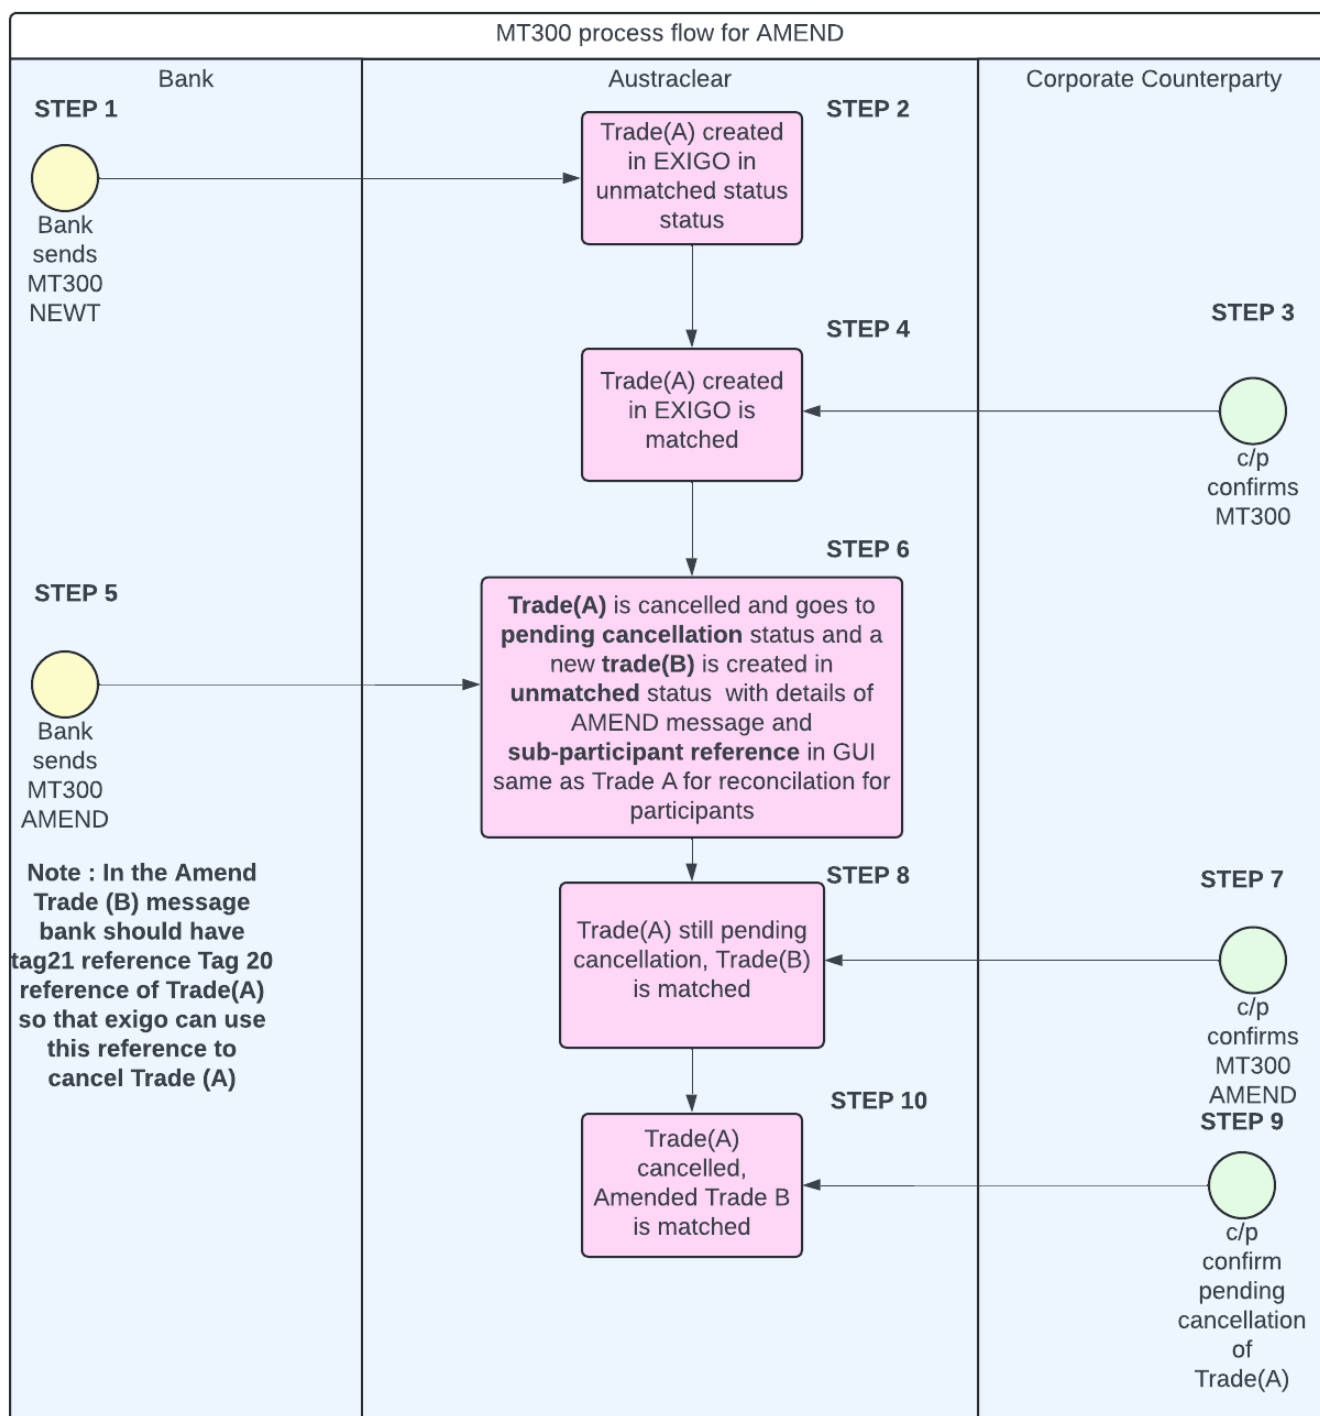 MT300 process flow for AMEND
Bank
Austraclear
Corporate Counterparty
STEP 1
Bank
sends
MT300
NEWT
STEP 2
Trade(A) created
in EXIGO in
unmatched status
status
STEP 3
c/p
confirms
MT300
STEP 4
Trade(A) created
in EXIGO is
matched
STEP 5
Bank
sends
MT300
AMEND
Note : In the Amend
Trade (B) message
bank should have
tag21 reference Tag 20
reference of Trade(A)
so that exigo can use
this reference to
cancel Trade (A)
STEP 6
Trade(A) is cancelled and goes to
pending cancellation status and a
new trade(B) is created in
unmatched status  with details of
AMEND message and
sub-participant reference in GUI
same as Trade A for reconcilation for
participants
STEP 7
c/p
confirms
MT300
AMEND
STEP 8
Trade(A) still pending
cancellation, Trade(B)
is matched
STEP 9
c/p
confirm
pending
cancellation
of
Trade(A)
STEP 10
Trade(A)
cancelled,
Amended Trade B
is matched